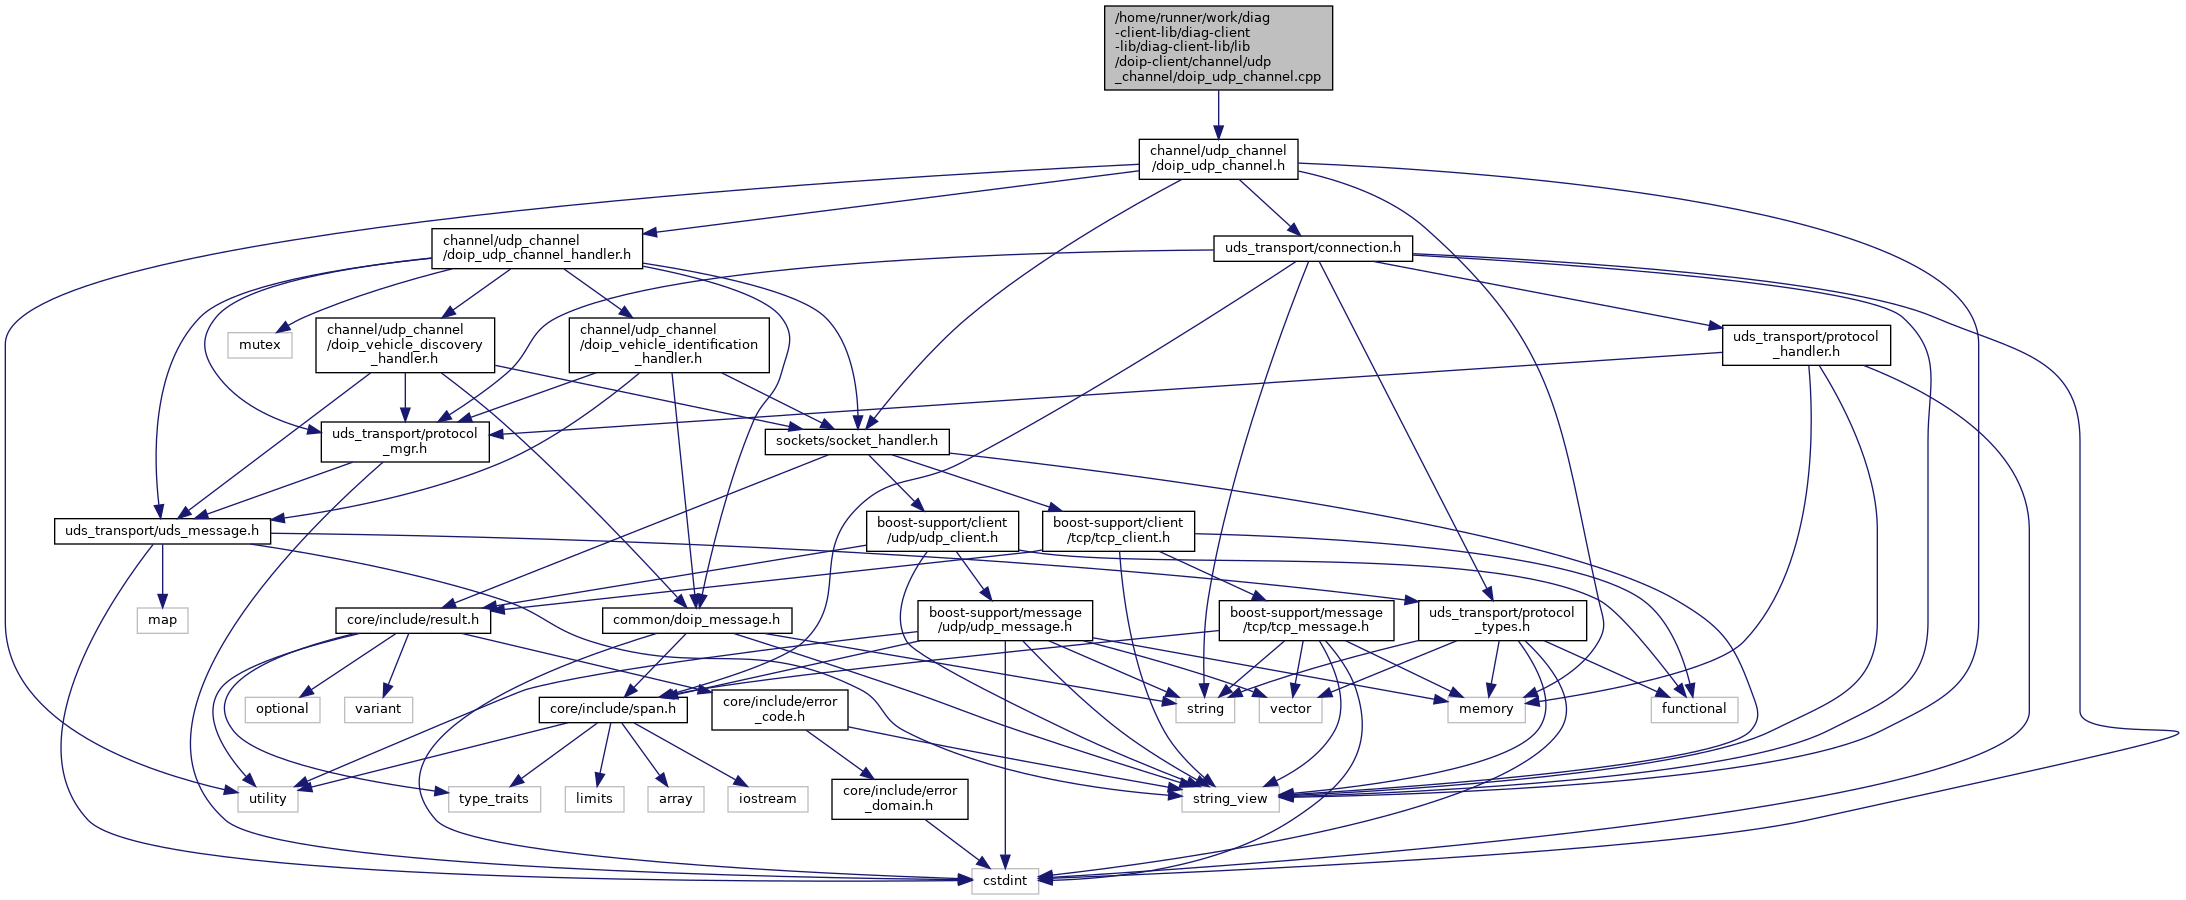 /home/runner/work/diag
-client-lib/diag-client
-lib/diag-client-lib/lib
/doip-client/channel/udp
_channel/doip_udp_channel.cpp
channel/udp_channel
/doip_udp_channel.h
channel/udp_channel
/doip_udp_channel_handler.h
uds_transport/connection.h
mutex
channel/udp_channel
/doip_vehicle_discovery
_handler.h
channel/udp_channel
/doip_vehicle_identification
_handler.h
uds_transport/protocol
_handler.h
uds_transport/protocol
_mgr.h
sockets/socket_handler.h
uds_transport/uds_message.h
boost-support/client
/udp/udp_client.h
boost-support/client
/tcp/tcp_client.h
map
core/include/result.h
common/doip_message.h
boost-support/message
/udp/udp_message.h
boost-support/message
/tcp/tcp_message.h
uds_transport/protocol
_types.h
optional
variant
core/include/span.h
core/include/error
_code.h
string
vector
memory
functional
utility
type_traits
limits
array
iostream
core/include/error
_domain.h
string_view
cstdint